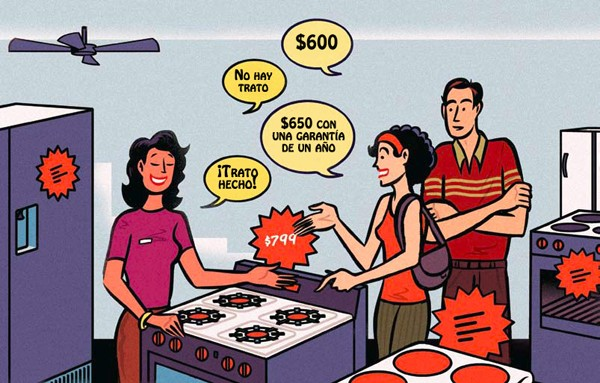 $600
NO HAY
TRATO
$650 CON
UNA GARANTÍA
DE UN AÑO
¡TRATO
HECHO!
$799